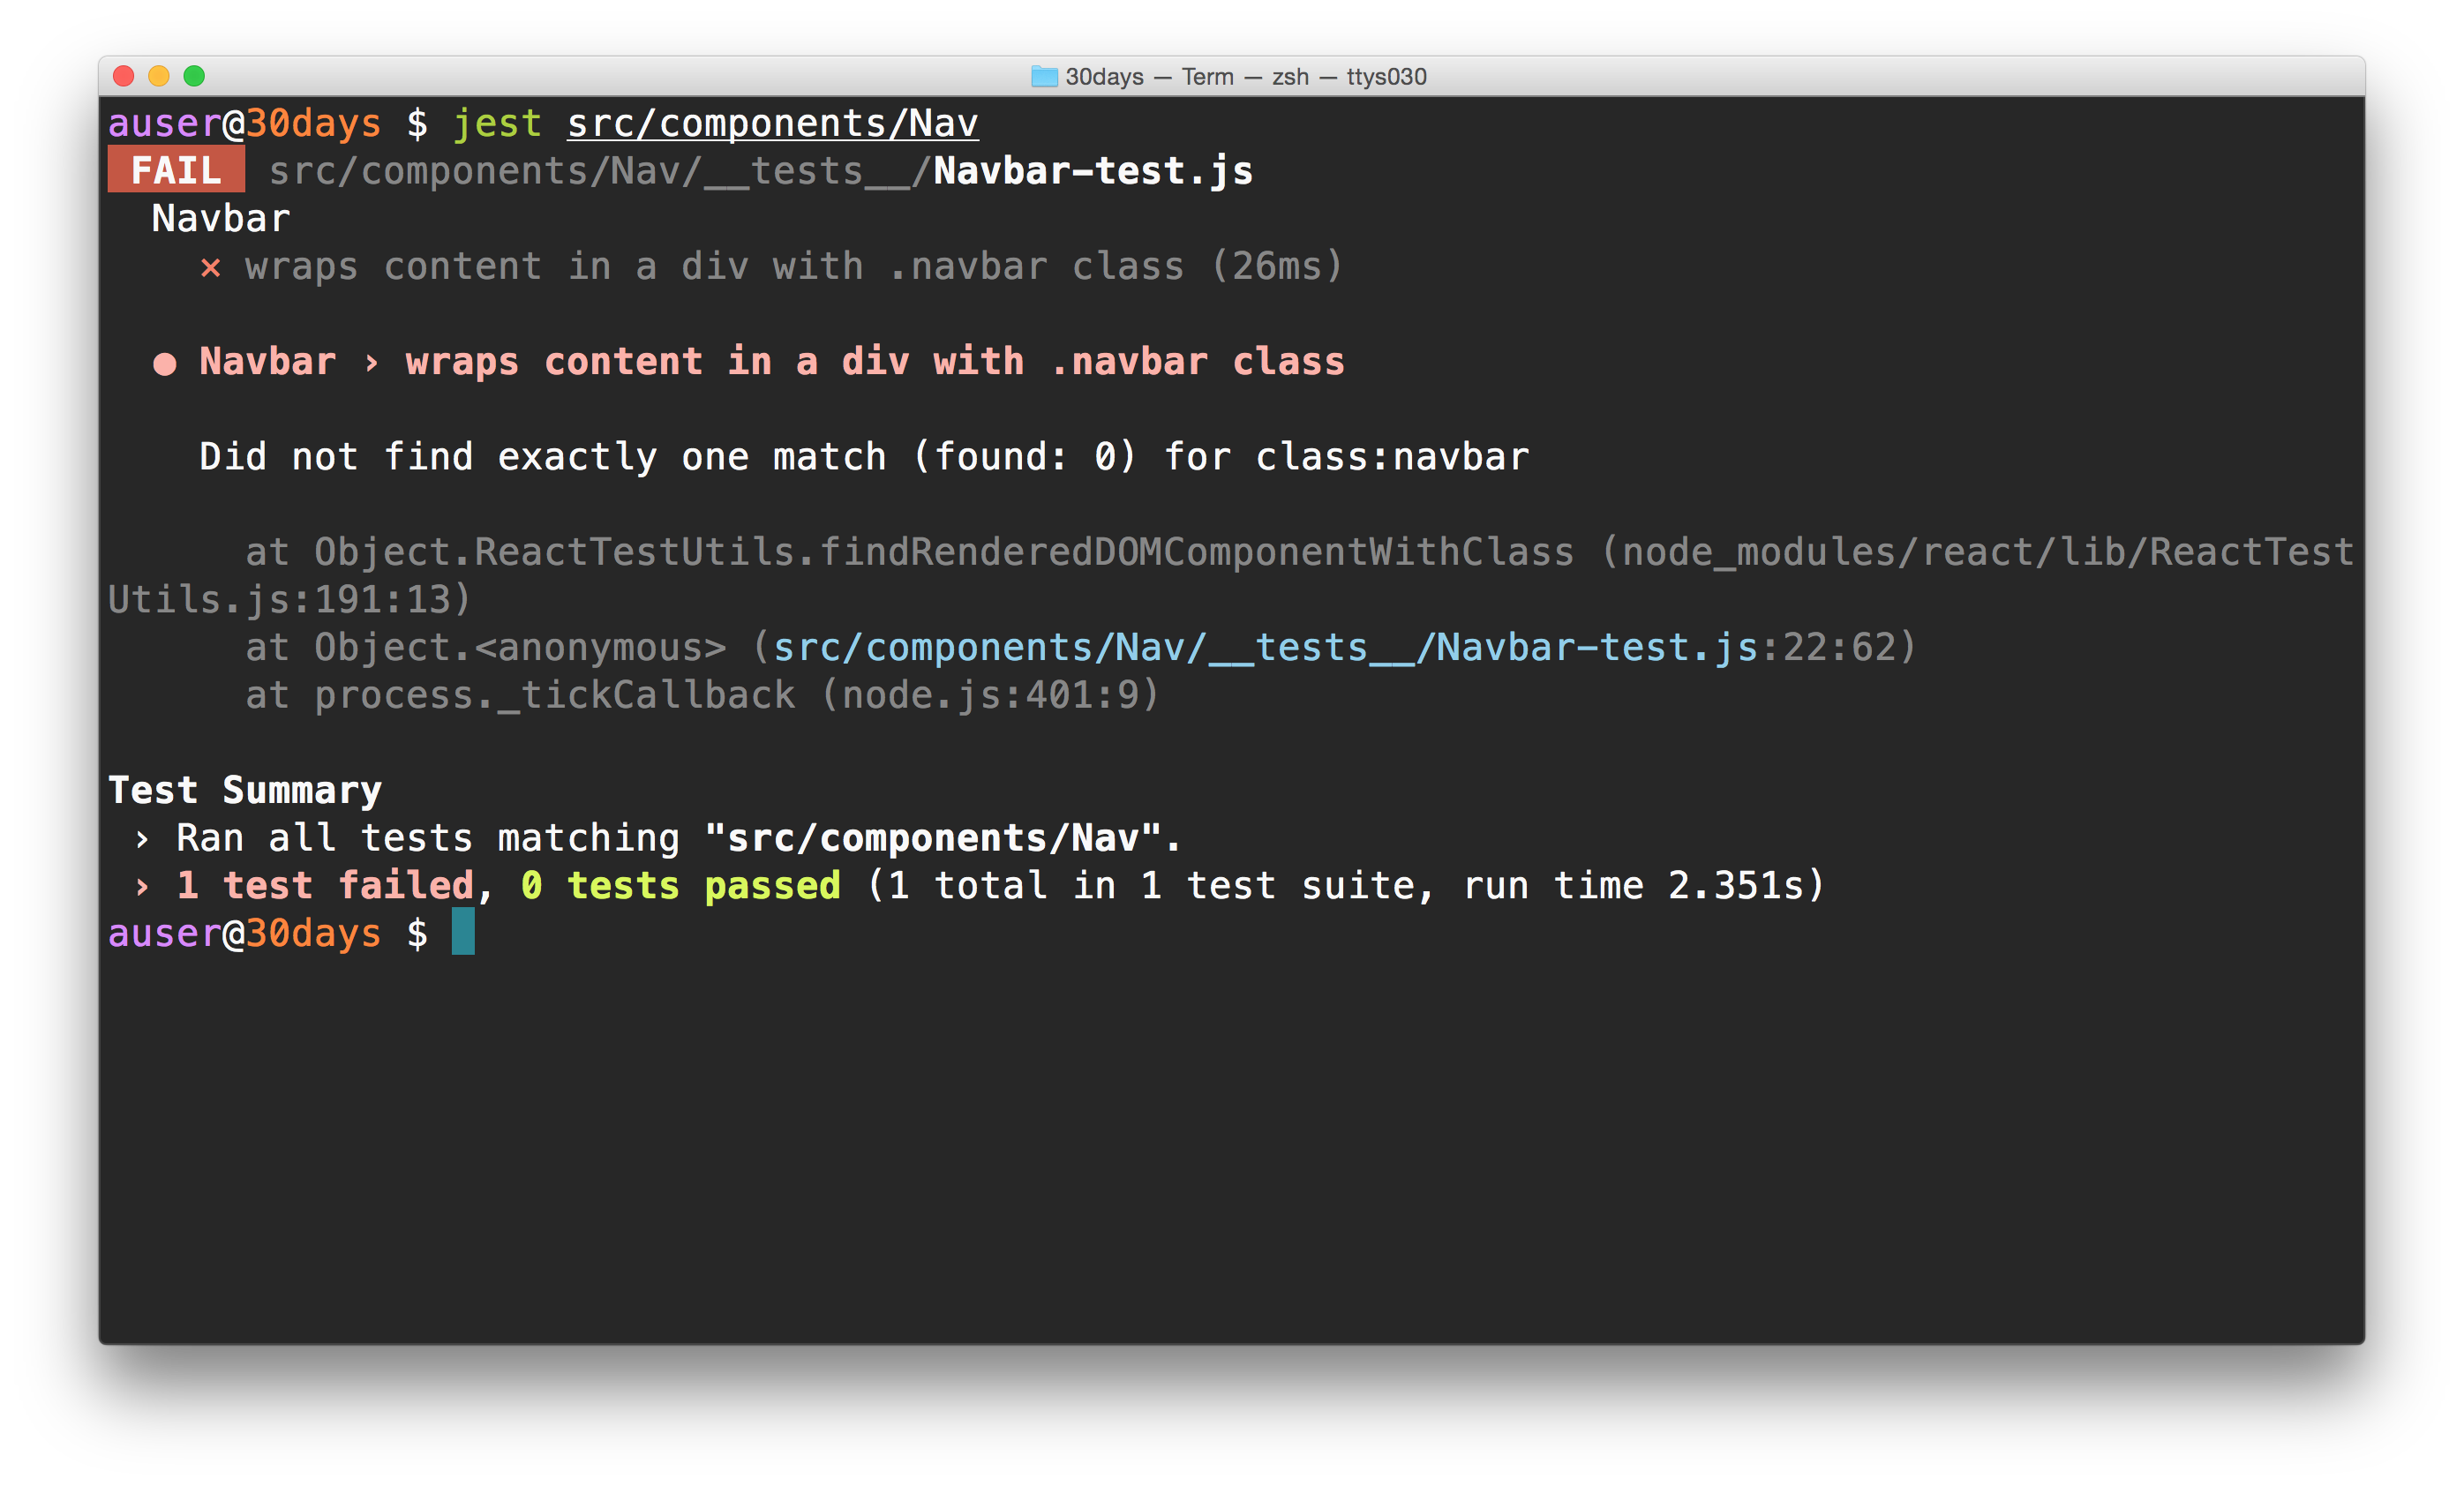 30days — Term — zsh — ttys030
auser@30days $ jest src/components/Nav
FAIL src/components/Nav/__tests__/Navbar-test.js
Navbar
✕ wraps content in a div with .navbar class (26ms)
● Navbar › wraps content in a div with .navbar class
Did not find exactly one match (found: 0) for class:navbar
at Object.ReactTestUtils.findRenderedDOMComponentWithClass (node_modules/react/lib/ReactTest
Utils.js:191:13)
at Object.<anonymous> (src/components/Nav/__tests__/Navbar-test.js:22:62)
at process._tickCallback (node.js:401:9)
Test Summary
› Ran all tests matching "src/components/Nav".
› 1 test failed, 0 tests passed (1 total in 1 test suite, run time 2.351s)
auser@30days $